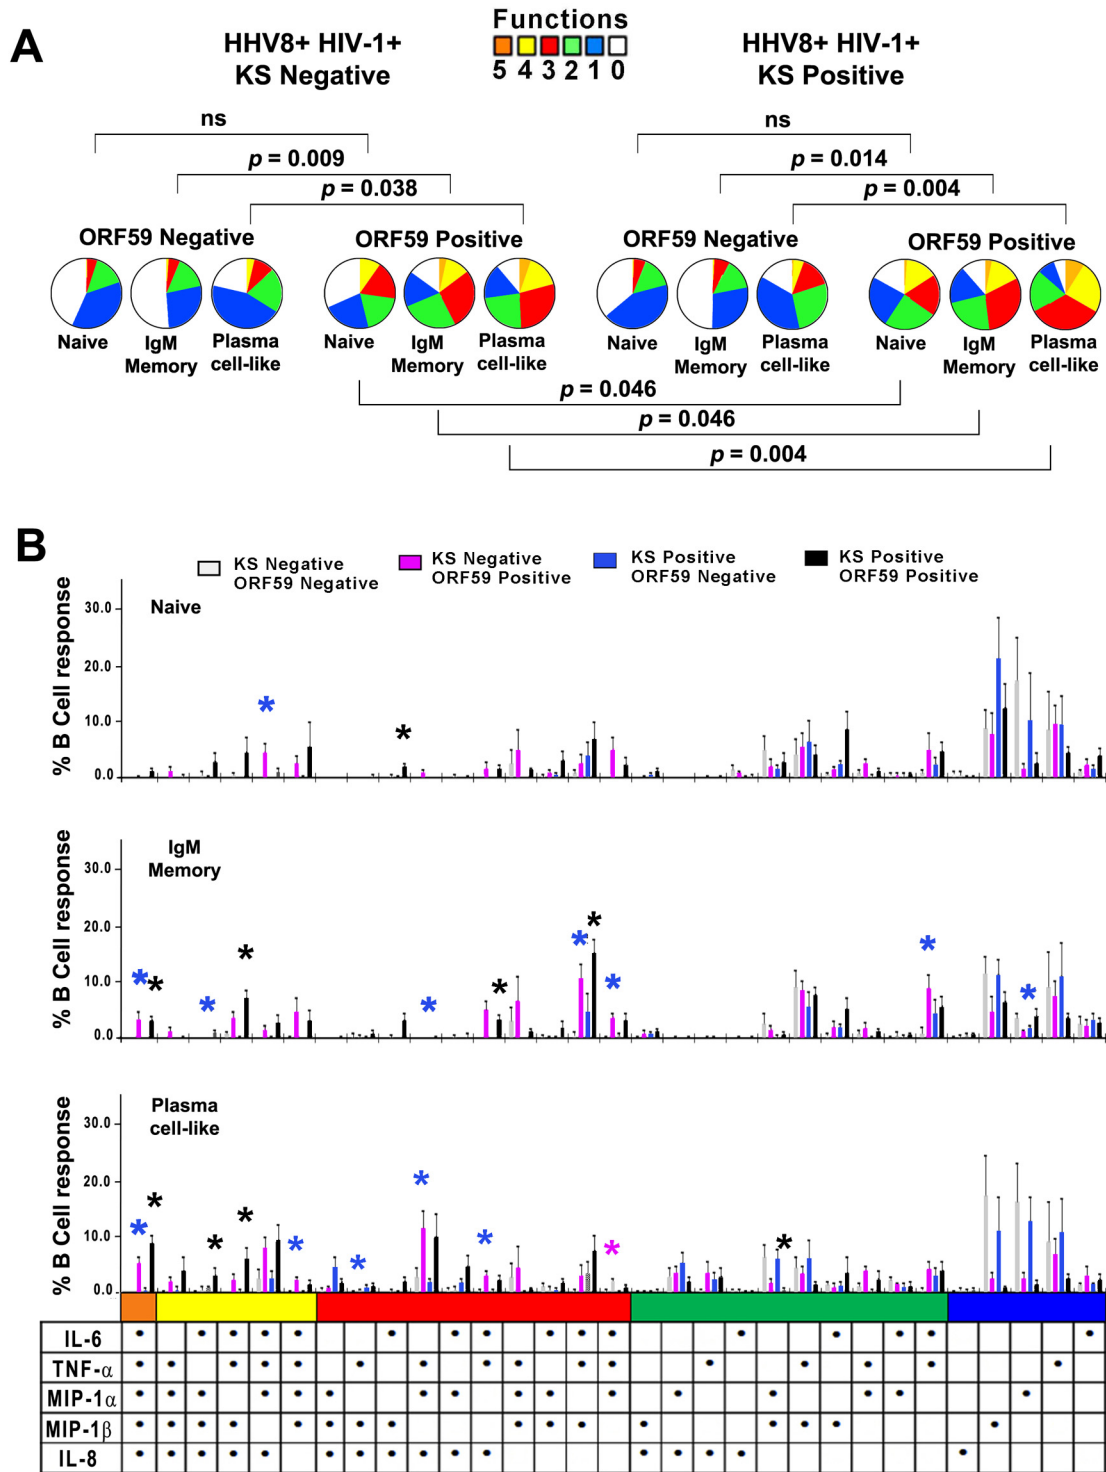 A
Functions
5 4 3 2 1 0
HHV8+ HIV-1+
KS Negative
HHV8+ HIV-1+
KS Positive
ns
p = 0.009
p = 0.038
ns
p = 0.014
p = 0.004
ORF59 Negative
ORF59 Positive
ORF59 Negative
ORF59 Positive
Naive
IgM
Memory
Plasma
cell-like
Naive
IgM
Memory
Plasma
cell-like
Naive
IgM
Memory
Plasma
cell-like
Naive
IgM
Memory
Plasma
cell-like
p = 0.046
p = 0.046
p = 0.004
B
KS Negative
ORF59 Negative
KS Negative
ORF59 Positive
KS Positive
ORF59 Negative
KS Positive
ORF59 Positive
% B Cell response
30.0
20.0
10.0
0.0
Naive
*
*
% B Cell response
30.0
20.0
10.0
0.0
IgM
Memory
* * * * * * * * * * *
% B Cell response
30.0
20.0
10.0
0.0
Plasma
cell-like
* * * * * * * * * *
IL-6
TNF-α
MIP-1α
MIP-1β
IL-8